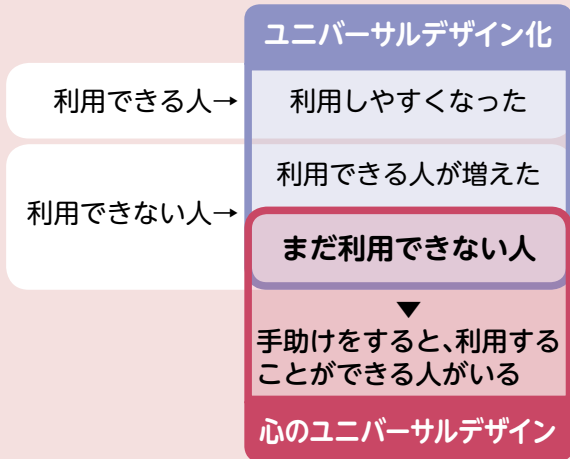 ユニバーサルデザイン化
利用できる人→ 利用しやすくなった
利用できる人が増えた
利用できない人→
まだ利用できない人
▼
手助けをすると、利用する
ことができる人がいる
心のユニバーサルデザイン